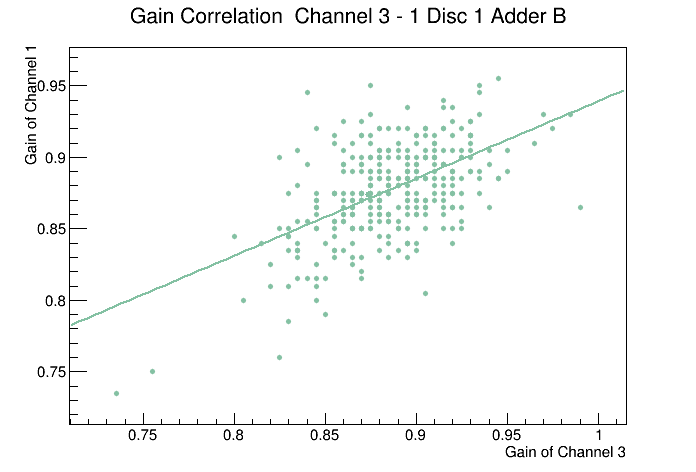 Gain Correlation  Channel 3 - 1 Disc 1 Adder B
Gain of Channel 1
0.95
0.9
0.85
0.8
0.75
0.75 0.8 0.85 0.9 0.95 1
Gain of Channel 3